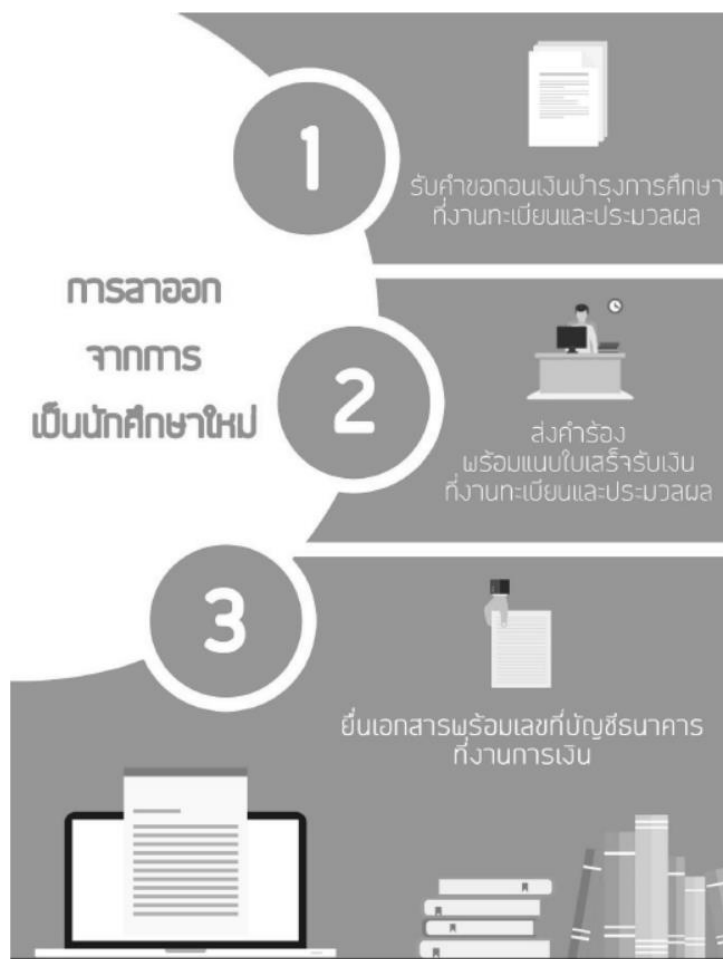 การลาออก
จากการ
เป็นนักศึกษาใหม่
1
รับคำขอถอนเงินบำรุงการศึกษา
ที่งานทะเบียนและประมวลผล
2
ส่งคำร้อง
พร้อมแนบใบเสร็จรับเงิน
ที่งานทะเบียนและประมวลผล
3
ยื่นเอกสารพร้อมเลขที่บัญชีธนาคาร
ที่งานการเงิน